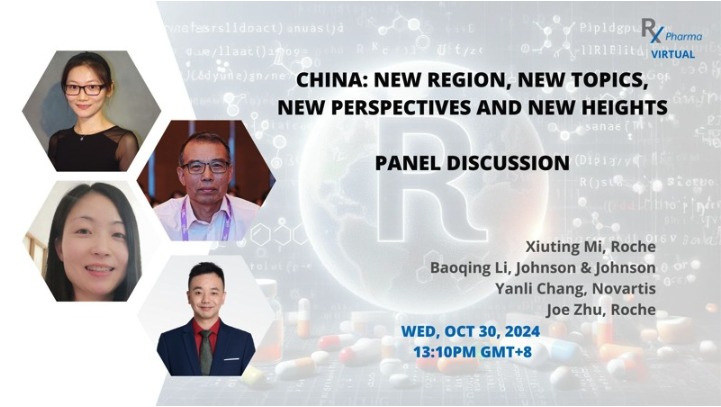 Rx Pharma
VIRTUAL
CHINA: NEW REGION, NEW TOPICS,
NEW PERSPECTIVES AND NEW HEIGHTS
PANEL DISCUSSION
R
Xiuting Mi, Roche
Baoqing Li, Johnson & Johnson
Yanli Chang, Novartis
Joe Zhu, Roche
WED, OCT 30, 2024
13:10PM GMT+8